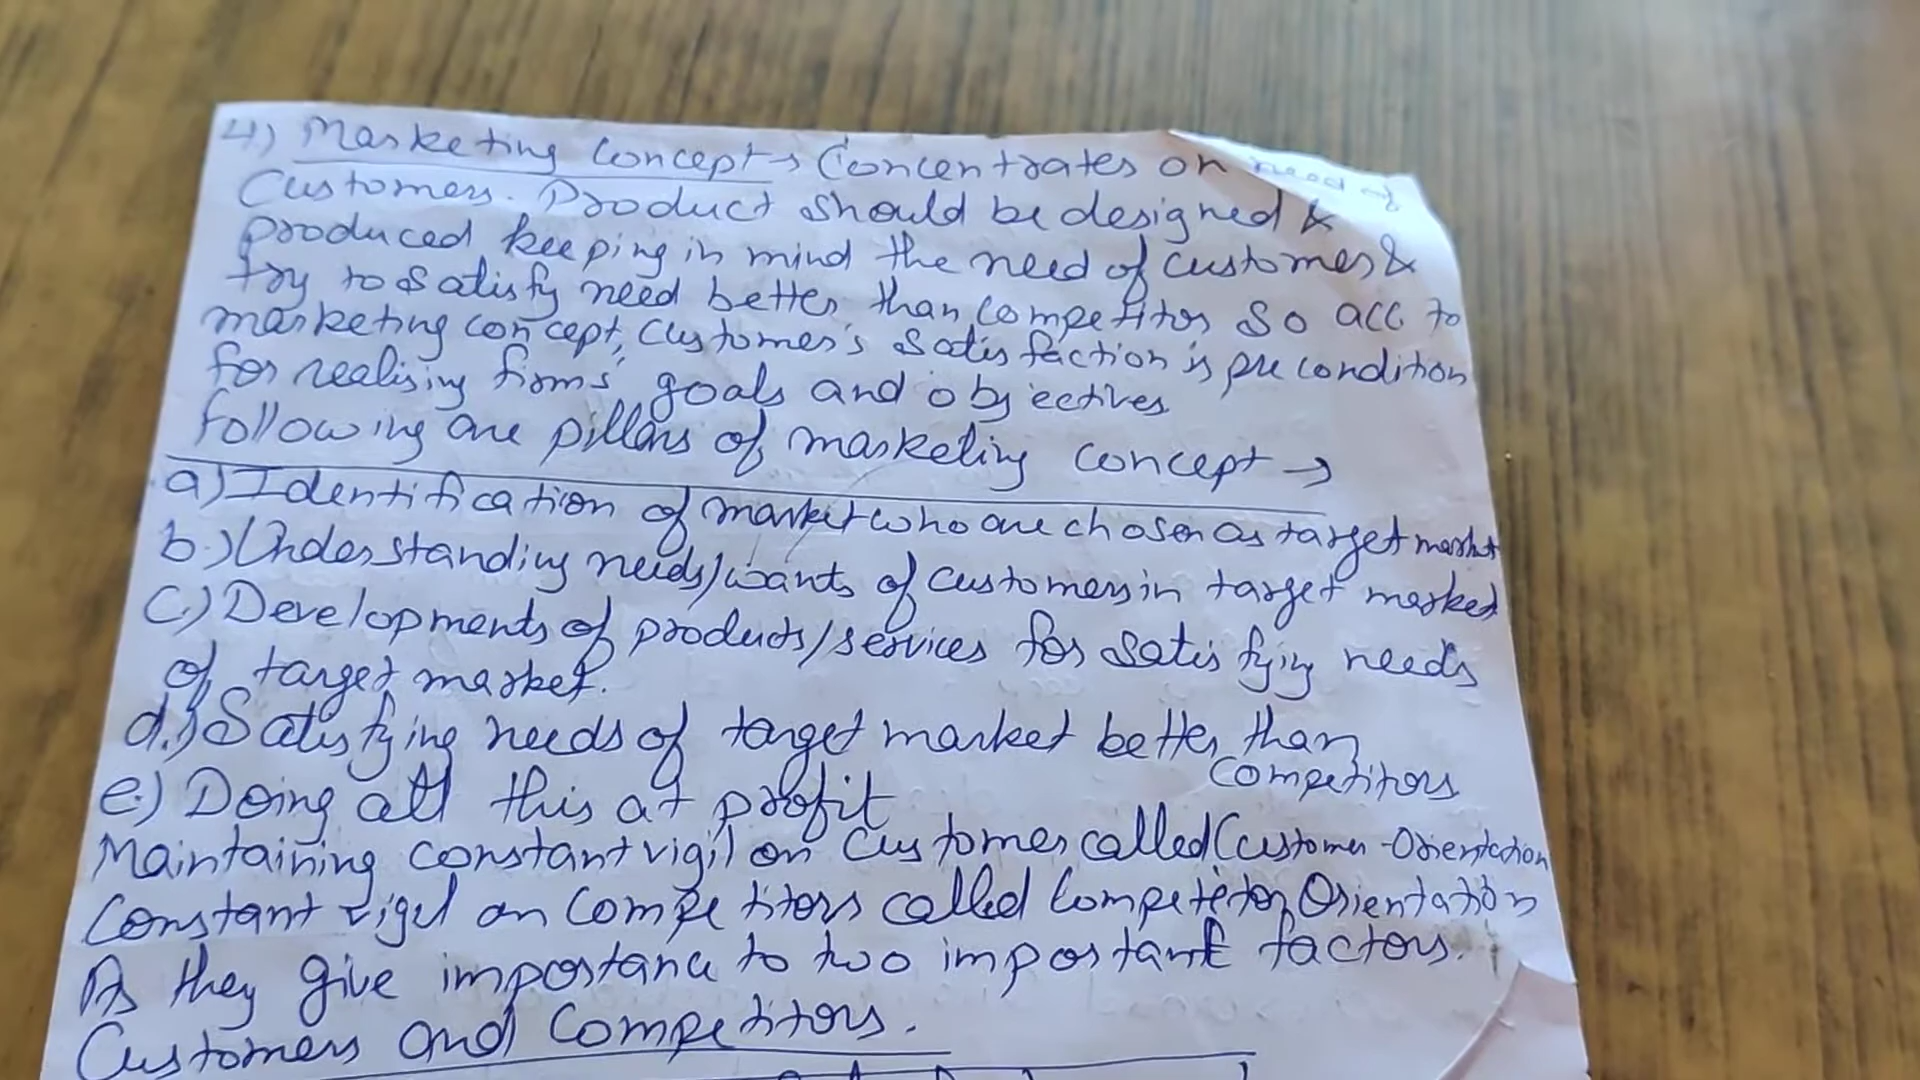 4.) Marketing Concept → Concentrates on need of
Customers. Product should be designed &
produced keeping in mind the need of customers &
try to satisfy need better than competitor So acc to
marketing concept, customer's satisfaction is pre condition
for realising firms' goals and objectives.
Following are pillars of marketing concept →
a) Identification of market who are chosen as target market
b.) Understanding needs/wants of customers in target market
C.) Developments of products/services for satisfying needs
of target market.
d.) Satisfying needs of target market better than
competitors
e.) Doing all this at profit
Maintaining constant vigil on customer called Customer-Orientation
Constant vigil on competitors called Competitor Orientation
As they give importance to two important factors.
Customers and Competitors.